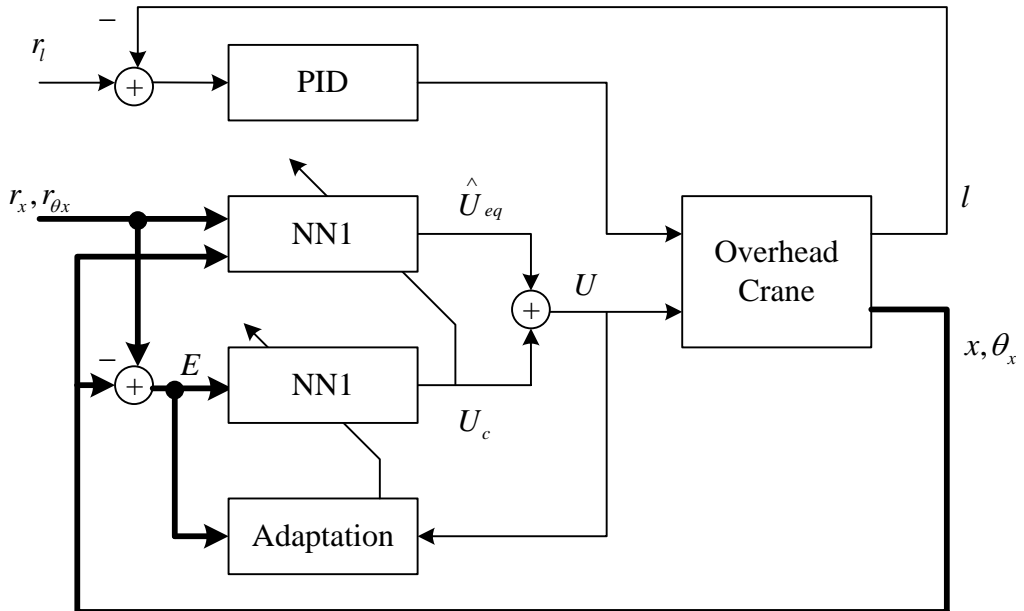 −
r_l
+
PID
r_x, r_θx
NN1
Û_eq
l
Overhead
Crane
U
+
x, θ_x
−
+
E
NN1
U_c
Adaptation